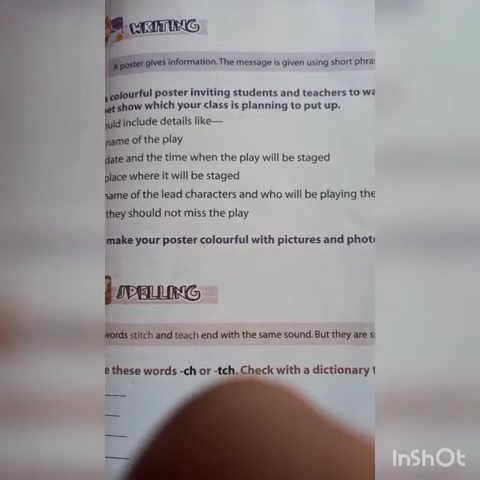 WRITING
A poster gives information. The message is given using short
colourful poster inviting students and teachers to
show which your class is planning to put up.
include details like—
name of the play
date and the time when the play will be staged
place where it will be staged
name of the lead characters and who will be playing the
they should not miss the play
make your poster colourful with pictures and
SPELLING
words stitch and teach end with the same sound. But they are
these words -ch or -tch. Check with a dictionary
InShOt